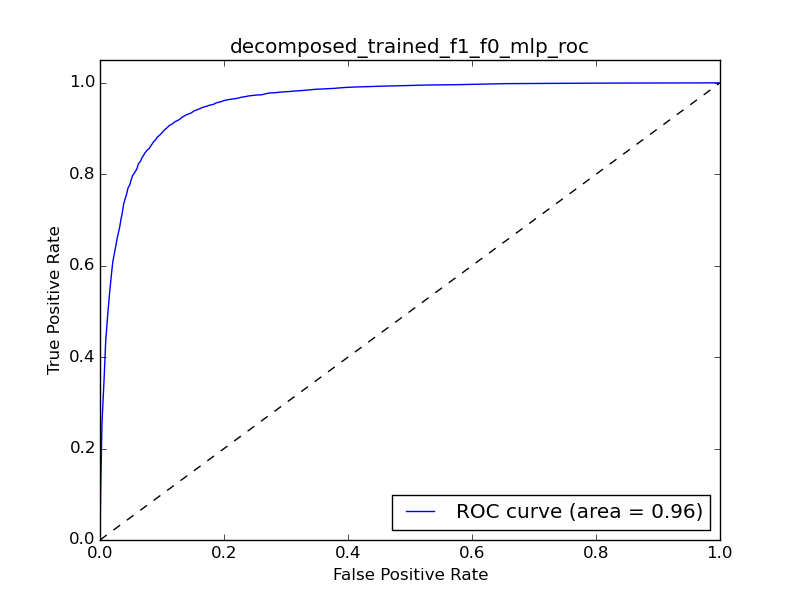 decomposed_trained_f1_f0_mlp_roc
1.0
0.8
0.6
0.4
0.2
0.0
True Positive Rate
ROC curve (area = 0.96)
0.0 0.2 0.4 0.6 0.8 1.0
False Positive Rate